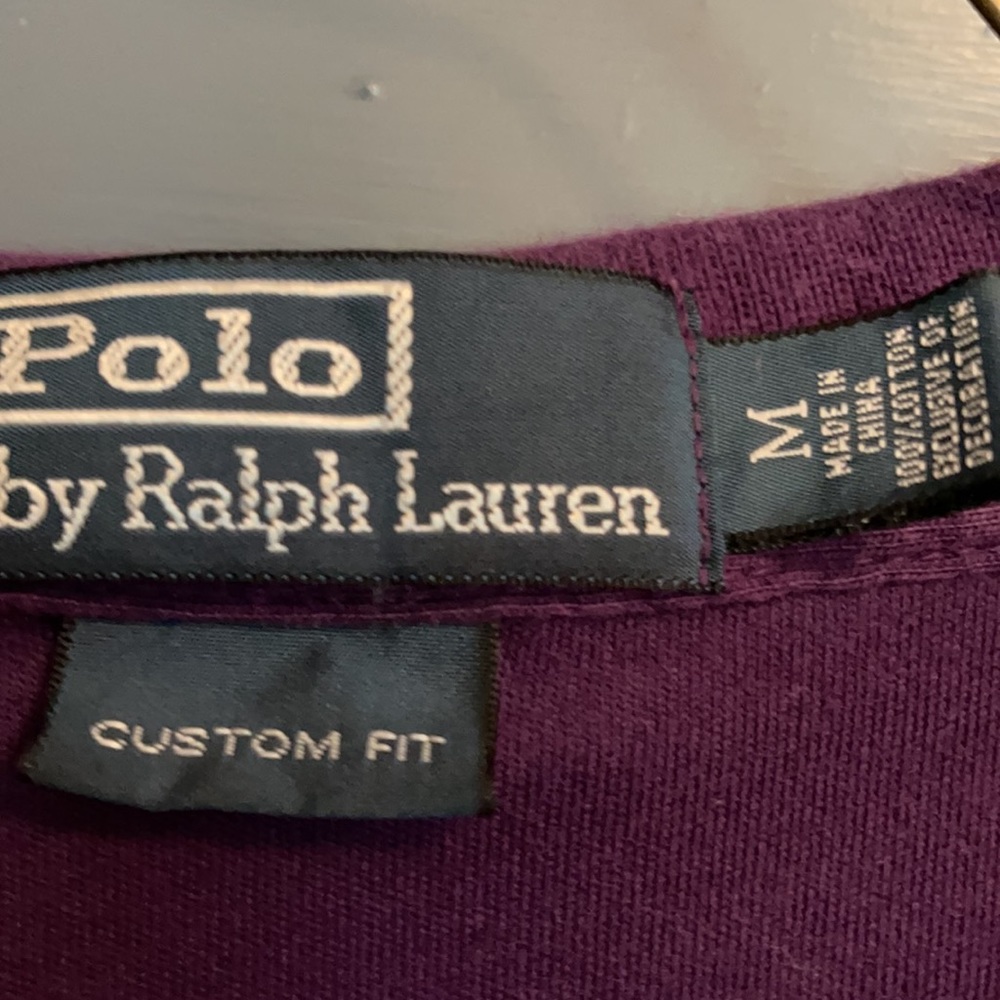 Polo
by Ralph Lauren
M
MADE IN
CHINA
100% COTTON
EXCLUSIVE OF
DECORATION
CUSTOM FIT